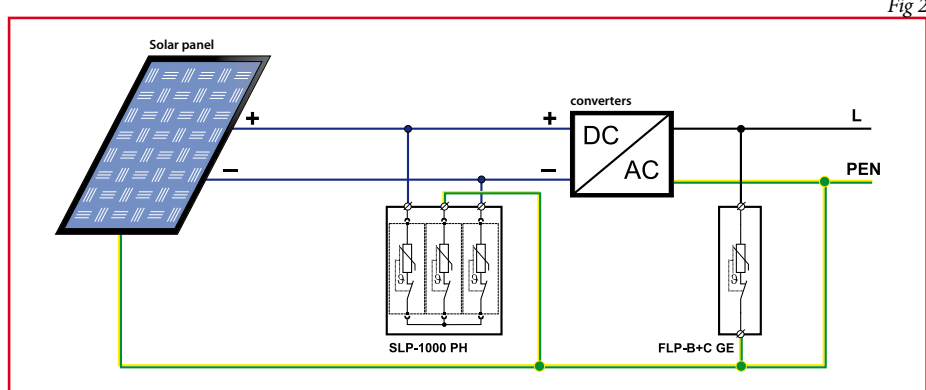 Fig 2
Solar panel
+
+
converters
L
DC
AC
–
–
PEN
ϑ
ϑ
ϑ
ϑ
SLP-1000 PH
FLP-B+C GE